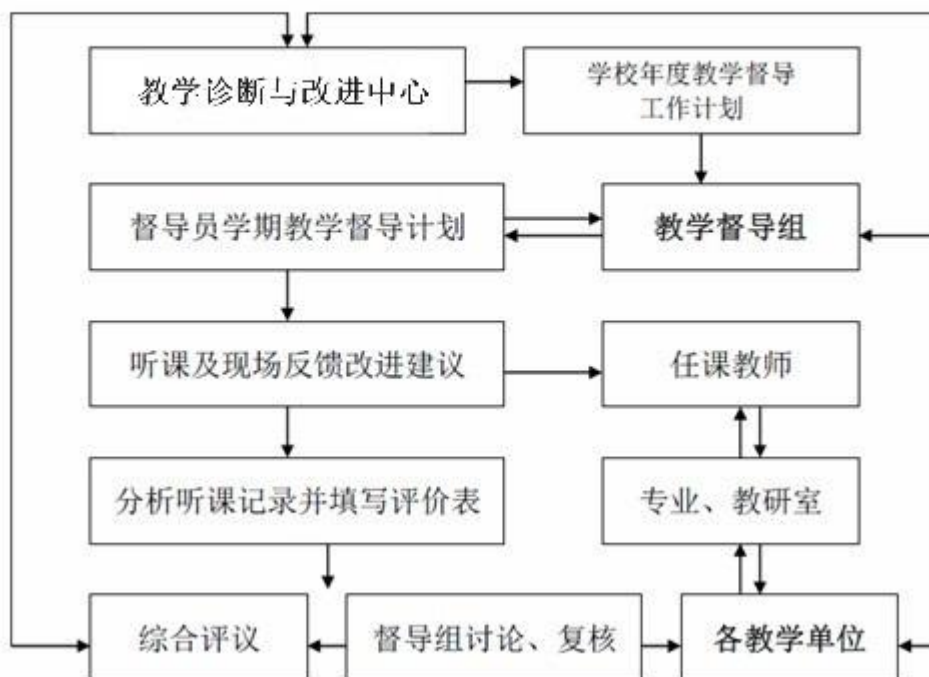 教学诊断与改进中心
学校年度教学督导
工作计划
督导员学期教学督导计划
教学督导组
听课及现场反馈改进建议
任课教师
分析听课记录并填写评价表
专业、教研室
综合评议
督导组讨论、复核
各教学单位